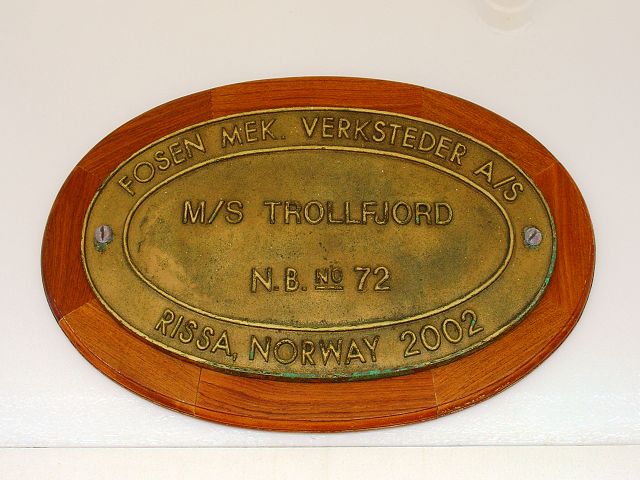 FOSEN MEK. VERKSTEDER A/S
M/S TROLLFJORD
N.B. No 72
RISSA, NORWAY 2002